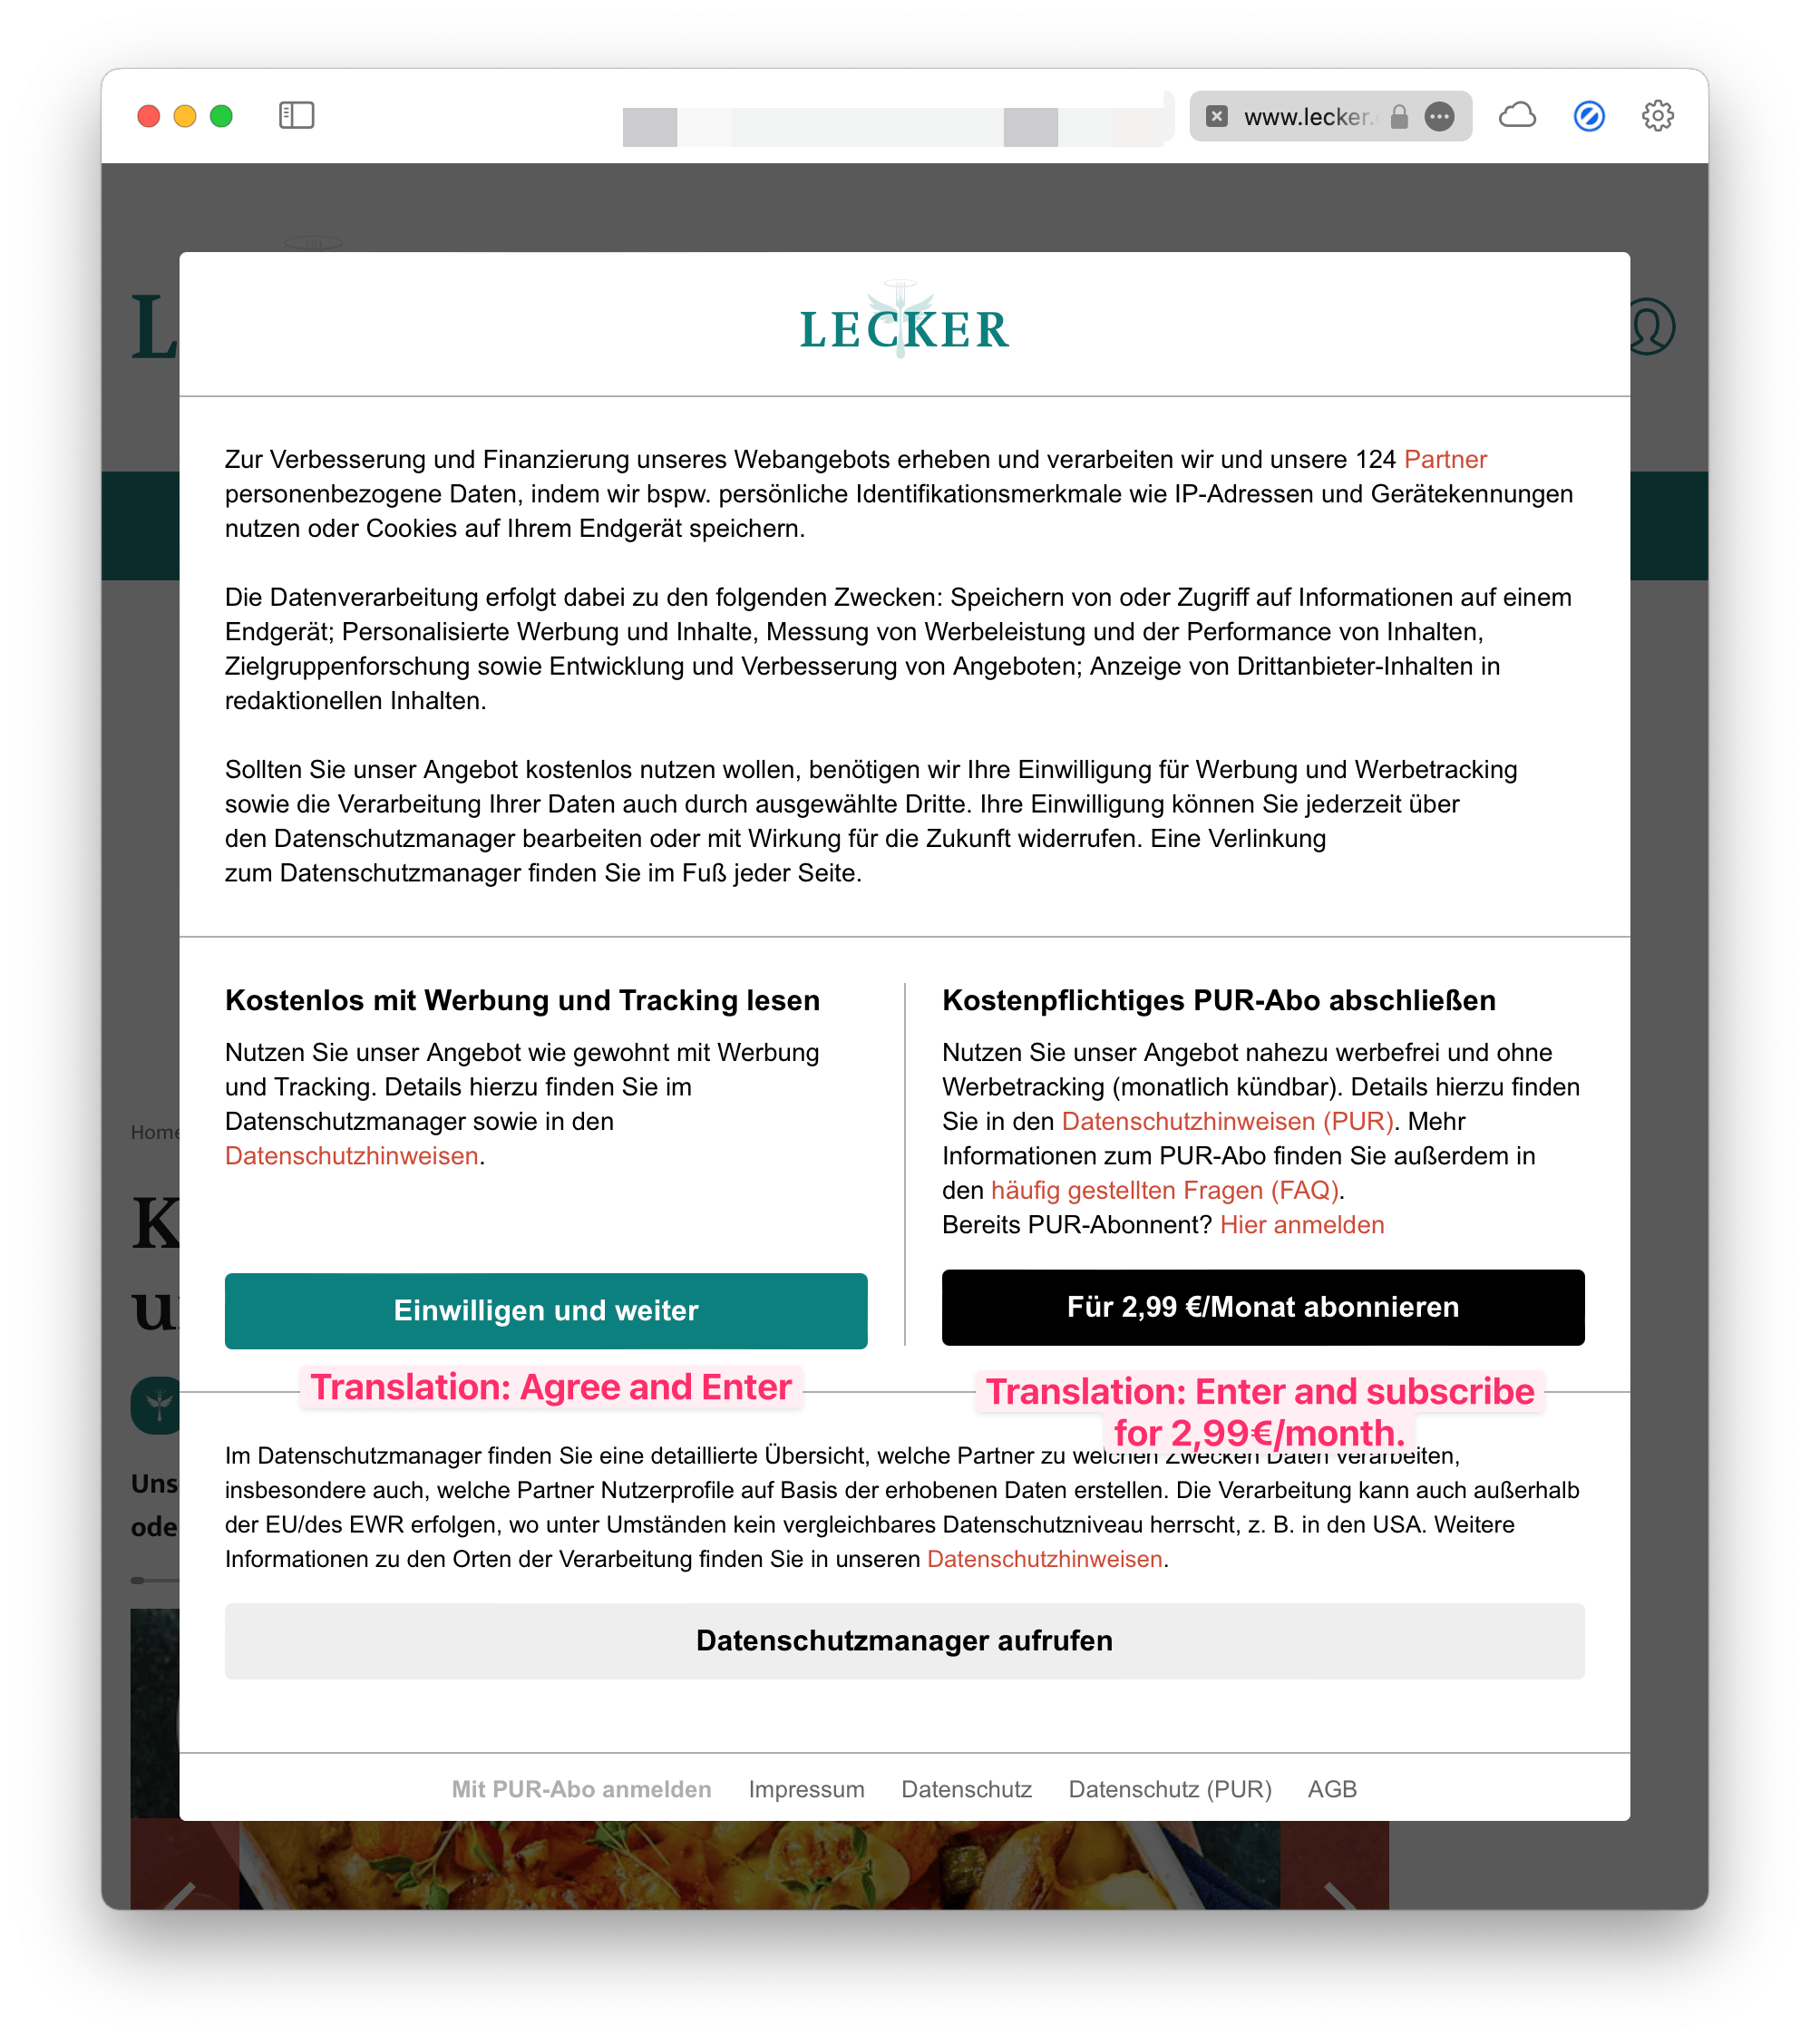 www.lecker.
L
LECKER
Zur Verbesserung und Finanzierung unseres Webangebots erheben und verarbeiten wir und unsere 124 Partner
personenbezogene Daten, indem wir bspw. persönliche Identifikationsmerkmale wie IP-Adressen und Gerätekennungen
nutzen oder Cookies auf Ihrem Endgerät speichern.
Die Datenverarbeitung erfolgt dabei zu den folgenden Zwecken: Speichern von oder Zugriff auf Informationen auf einem
Endgerät; Personalisierte Werbung und Inhalte, Messung von Werbeleistung und der Performance von Inhalten,
Zielgruppenforschung sowie Entwicklung und Verbesserung von Angeboten; Anzeige von Drittanbieter-Inhalten in
redaktionellen Inhalten.
Sollten Sie unser Angebot kostenlos nutzen wollen, benötigen wir Ihre Einwilligung für Werbung und Werbetracking
sowie die Verarbeitung Ihrer Daten auch durch ausgewählte Dritte. Ihre Einwilligung können Sie jederzeit über
den Datenschutzmanager bearbeiten oder mit Wirkung für die Zukunft widerrufen. Eine Verlinkung
zum Datenschutzmanager finden Sie im Fuß jeder Seite.
Kostenlos mit Werbung und Tracking lesen
Nutzen Sie unser Angebot wie gewohnt mit Werbung
und Tracking. Details hierzu finden Sie im
Datenschutzmanager sowie in den
Datenschutzhinweisen.
Einwilligen und weiter
Translation: Agree and Enter
Kostenpflichtiges PUR-Abo abschließen
Nutzen Sie unser Angebot nahezu werbefrei und ohne
Werbetracking (monatlich kündbar). Details hierzu finden
Sie in den Datenschutzhinweisen (PUR). Mehr
Informationen zum PUR-Abo finden Sie außerdem in
den häufig gestellten Fragen (FAQ).
Bereits PUR-Abonnent? Hier anmelden
Für 2,99 €/Monat abonnieren
Translation: Enter and subscribe
for 2,99€/month.
Home
K
u
Uns
ode
Im Datenschutzmanager finden Sie eine detaillierte Übersicht, welche Partner zu welchen Zwecken Daten verarbeiten,
insbesondere auch, welche Partner Nutzerprofile auf Basis der erhobenen Daten erstellen. Die Verarbeitung kann auch außerhalb
der EU/des EWR erfolgen, wo unter Umständen kein vergleichbares Datenschutzniveau herrscht, z. B. in den USA. Weitere
Informationen zu den Orten der Verarbeitung finden Sie in unseren Datenschutzhinweisen.
Datenschutzmanager aufrufen
Mit PUR-Abo anmelden Impressum Datenschutz Datenschutz (PUR) AGB